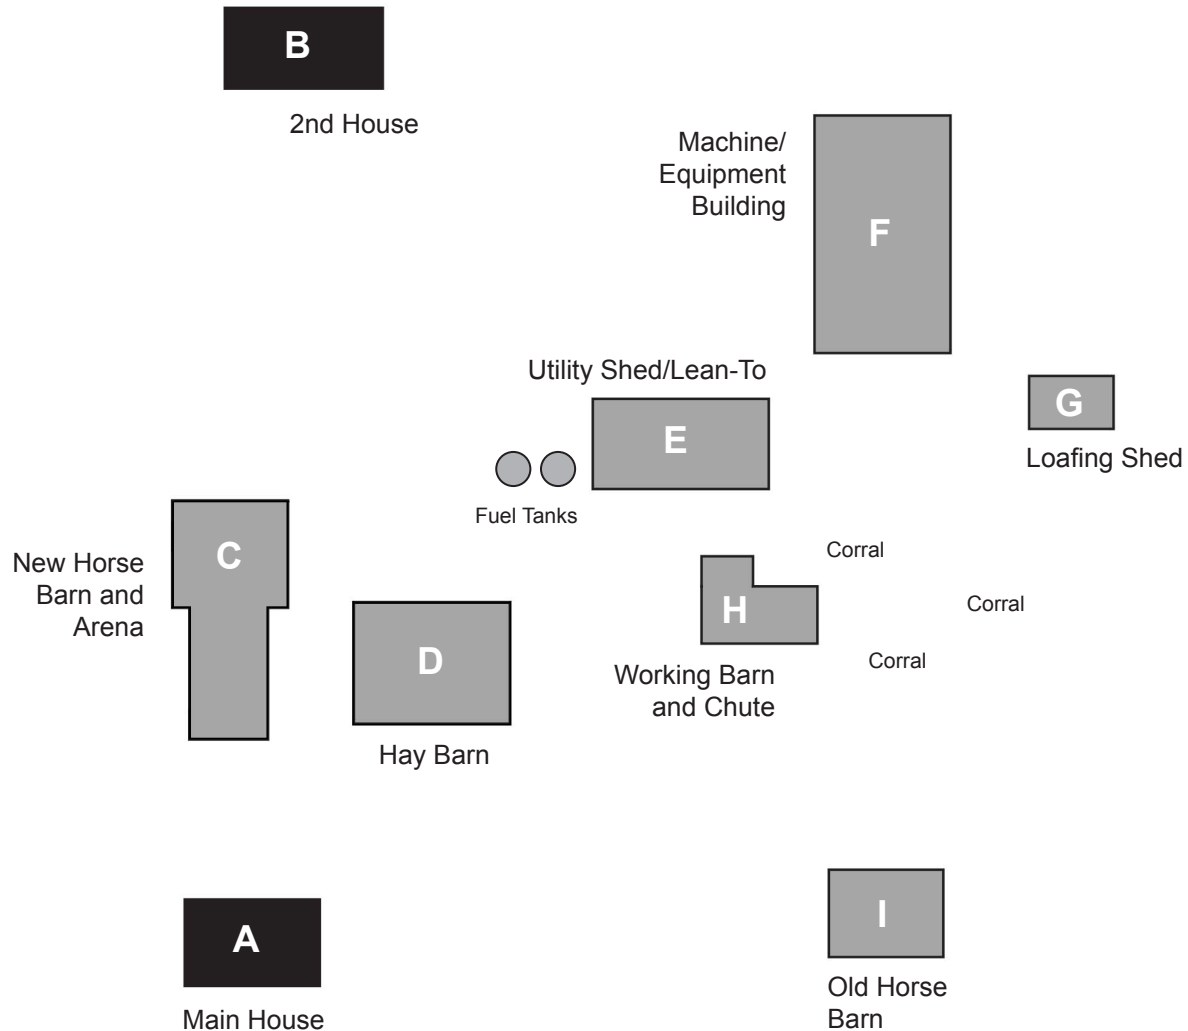 B
2nd House
Machine/
Equipment
Building
F
Utility Shed/Lean-To
E
G
Loafing Shed
Fuel Tanks
New Horse
Barn and
Arena
C
D
Hay Barn
H
Working Barn
and Chute
Corral
Corral
Corral
A
Main House
I
Old Horse
Barn